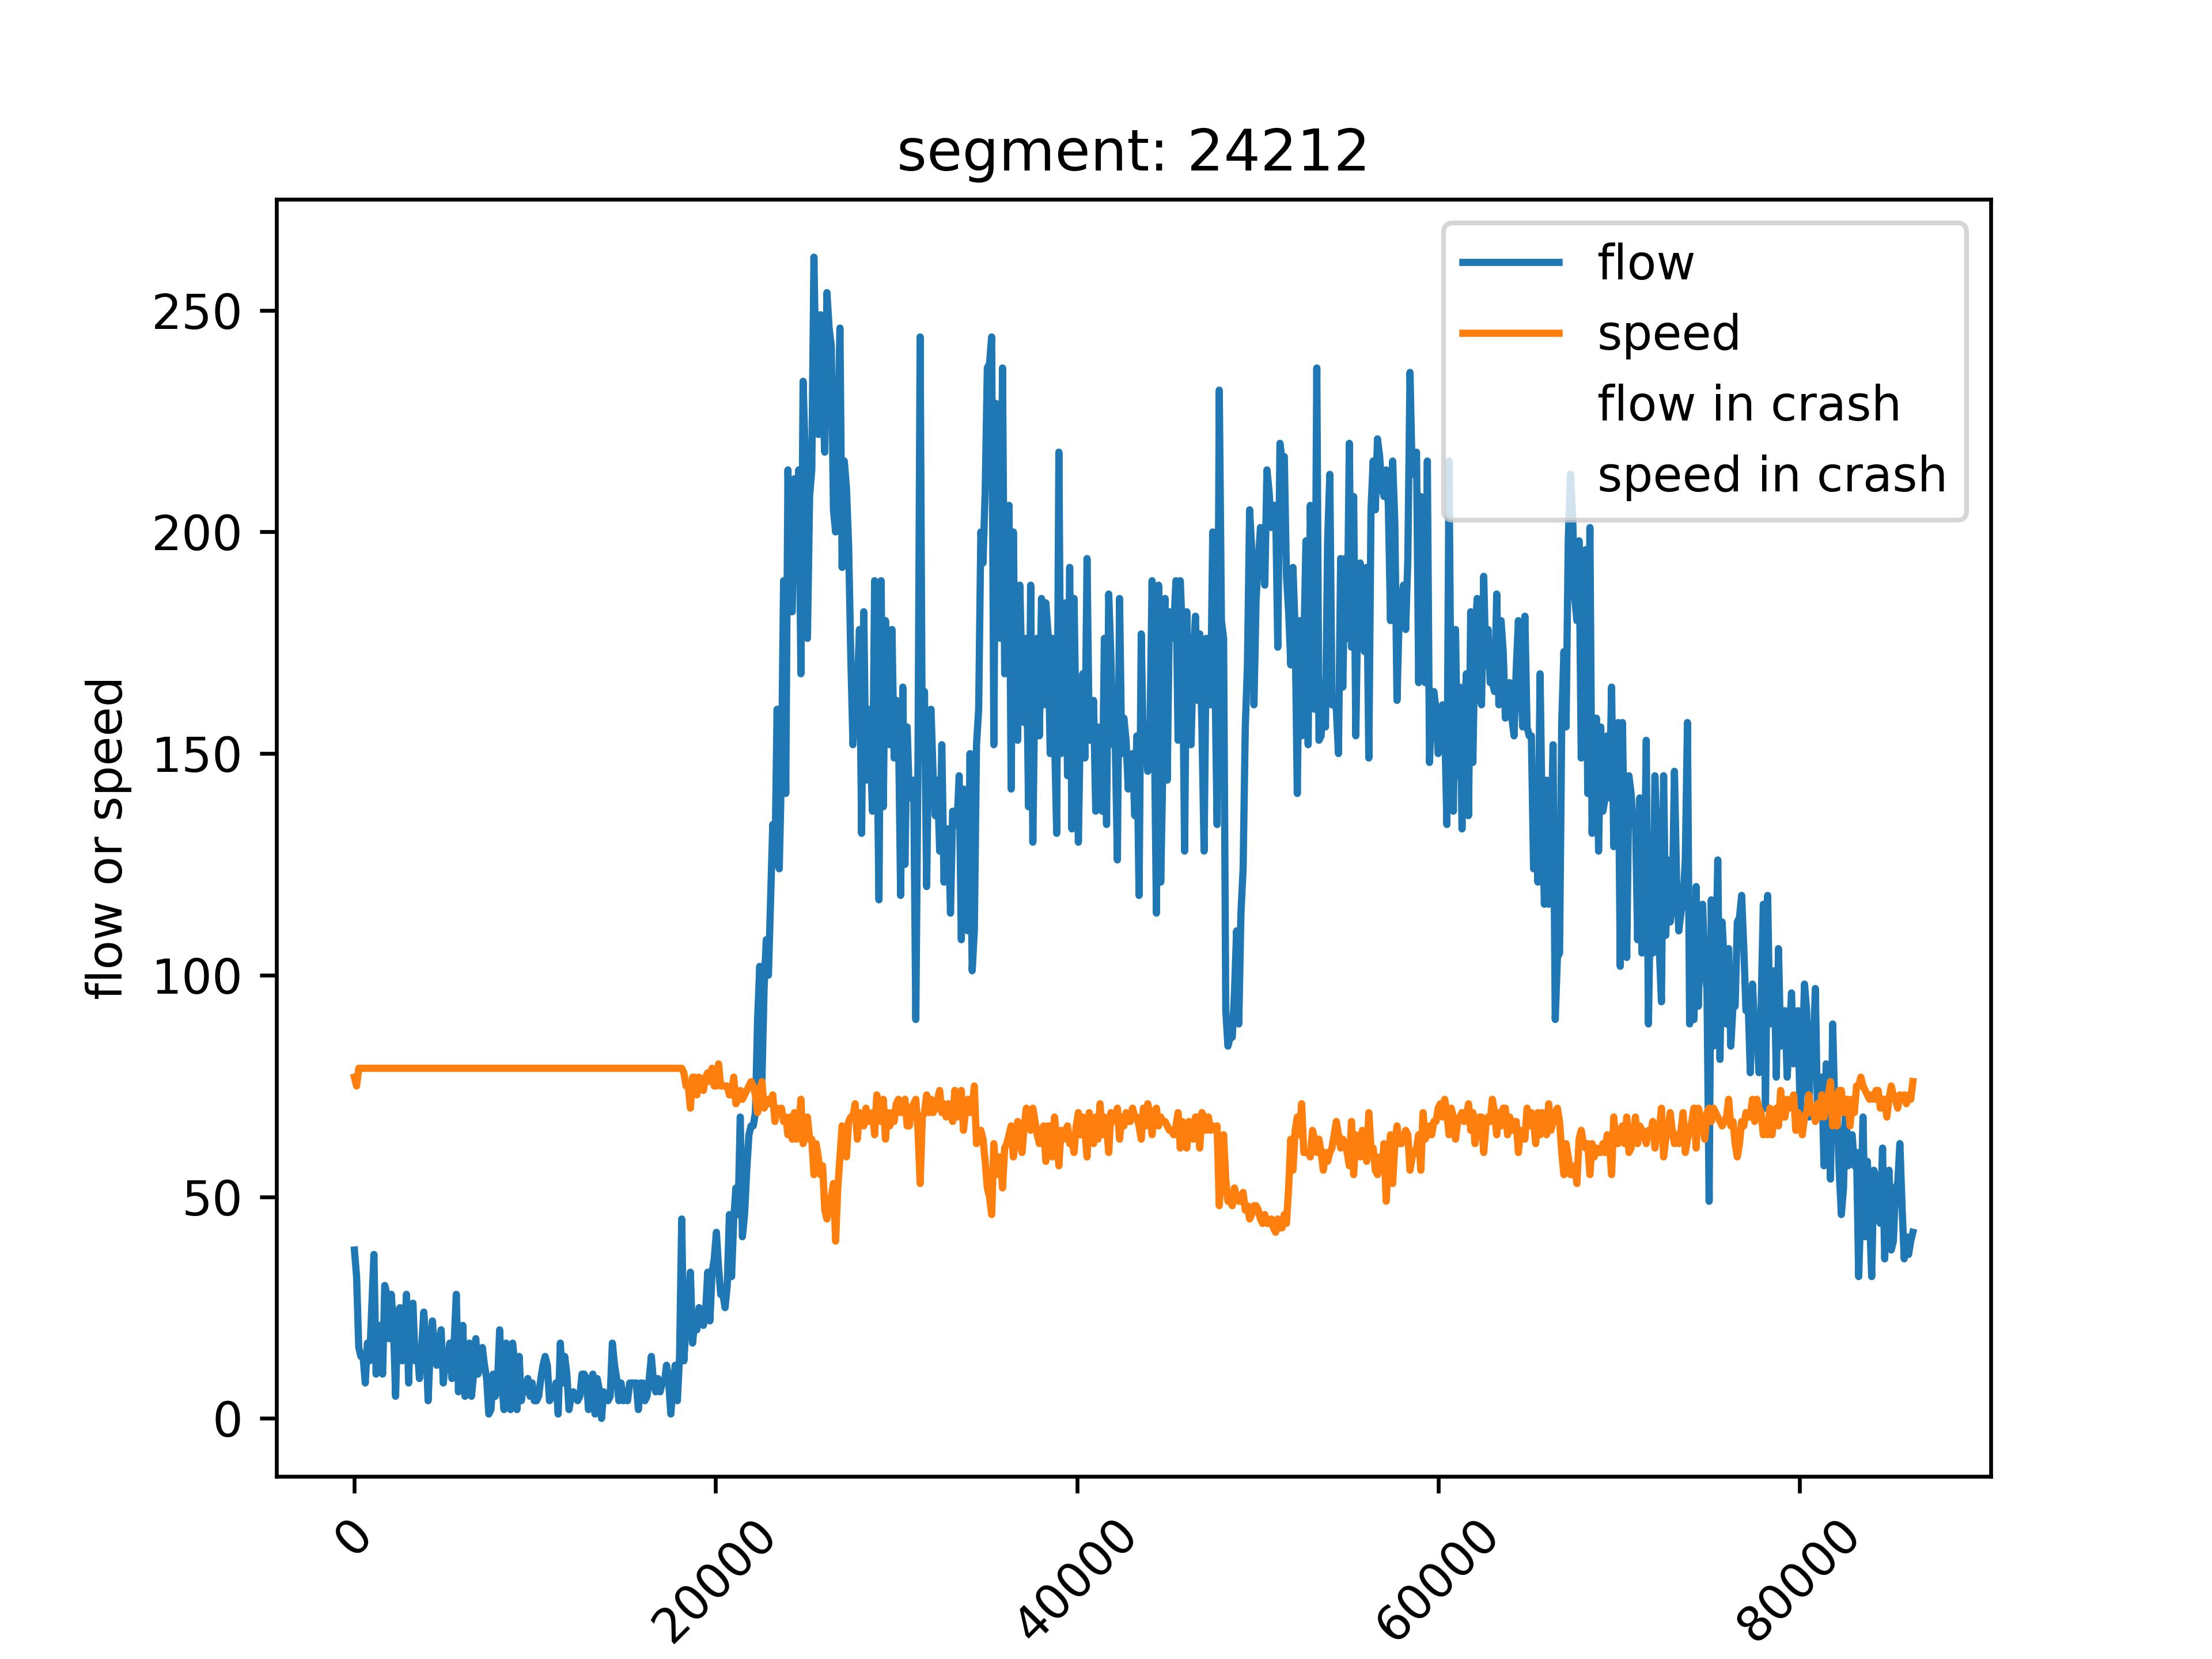 segment: 24212
flow
speed
flow in crash
speed in crash
flow or speed
250
200
150
100
50
0
0
20000
40000
60000
80000